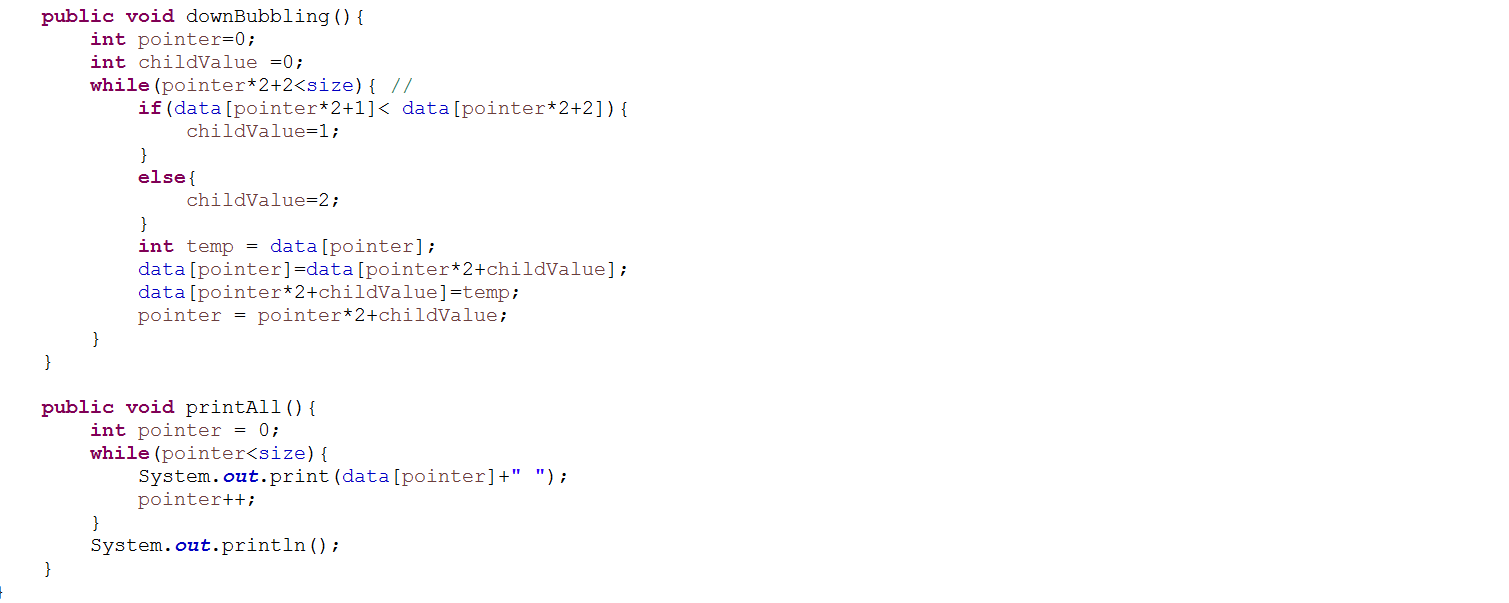 public void downBubbling(){
    int pointer=0;
    int childValue =0;
    while(pointer*2+2<size){ //
        if(data[pointer*2+1]< data[pointer*2+2]){
            childValue=1;
        }
        else{
            childValue=2;
        }
        int temp = data[pointer];
        data[pointer]=data[pointer*2+childValue];
        data[pointer*2+childValue]=temp;
        pointer = pointer*2+childValue;
    }
}

public void printAll(){
    int pointer = 0;
    while(pointer<size){
        System.out.print(data[pointer]+" ");
        pointer++;
    }
    System.out.println();
}
}